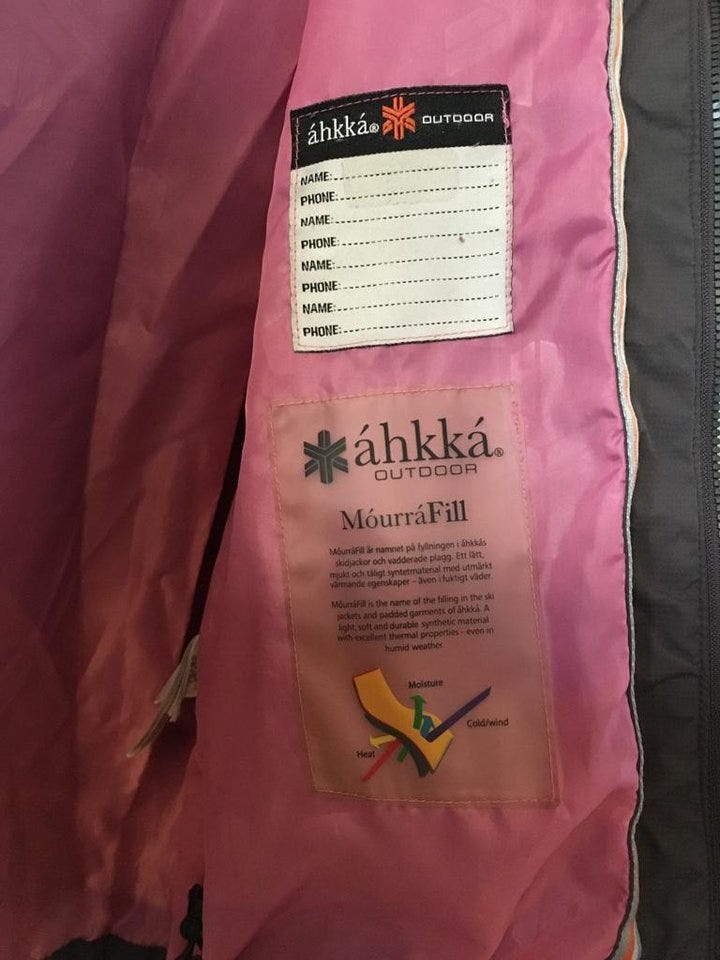 áhkká® OUTDOOR
NAME:
PHONE:
NAME:
PHONE:
NAME:
PHONE:
NAME:
PHONE:
áhkká®
OUTDOOR
MóurráFill
MóurráFill är namnet på fyllningen i áhkkás
skidjackor och vadderade plagg. Ett lätt,
mjukt och tåligt syntetmaterial med utmärkt
värmande egenskaper – även i fuktigt väder.
MóurráFill is the name of the filling in the ski
jackets and padded garments of áhkká. A
light, soft and durable synthetic material
with excellent thermal properties – even in
humid weather.
Moisture
Cold/wind
Heat